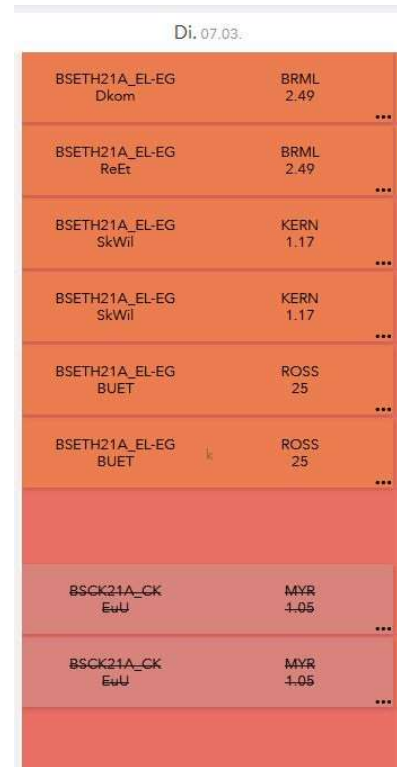 Di. 07.03.
BSETH21A_EL-EG BRML
Dkom 2.49
...
BSETH21A_EL-EG BRML
ReEt 2.49
...
BSETH21A_EL-EG KERN
SkWil 1.17
...
BSETH21A_EL-EG KERN
SkWil 1.17
...
BSETH21A_EL-EG ROSS
BUET 25
...
BSETH21A_EL-EG ROSS
BUET k 25
...
BSCK21A_CK MYR
EuU 1.05
...
BSCK21A_CK MYR
EuU 1.05
...